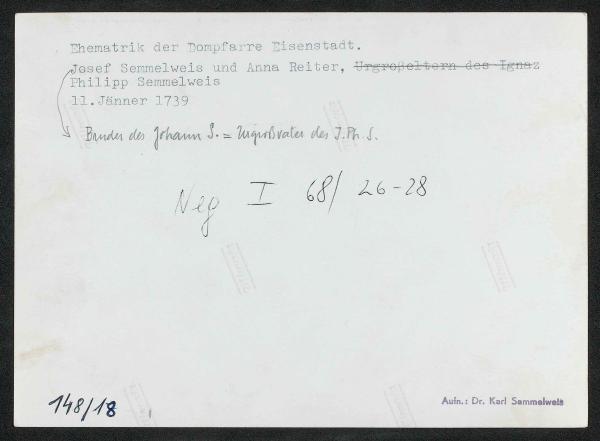 Ehematrik der Dompfarre Eisenstadt.
Josef Semmelweis und Anna Reiter, Urgroßeltern des Ignaz
Philipp Semmelweis
11.Jänner 1739
Bruder des Johann S. = Urgroßvater des I. Ph. S.
Neg I 68/ 26-28
148/18
Aufn.: Dr. Karl Semmelweis